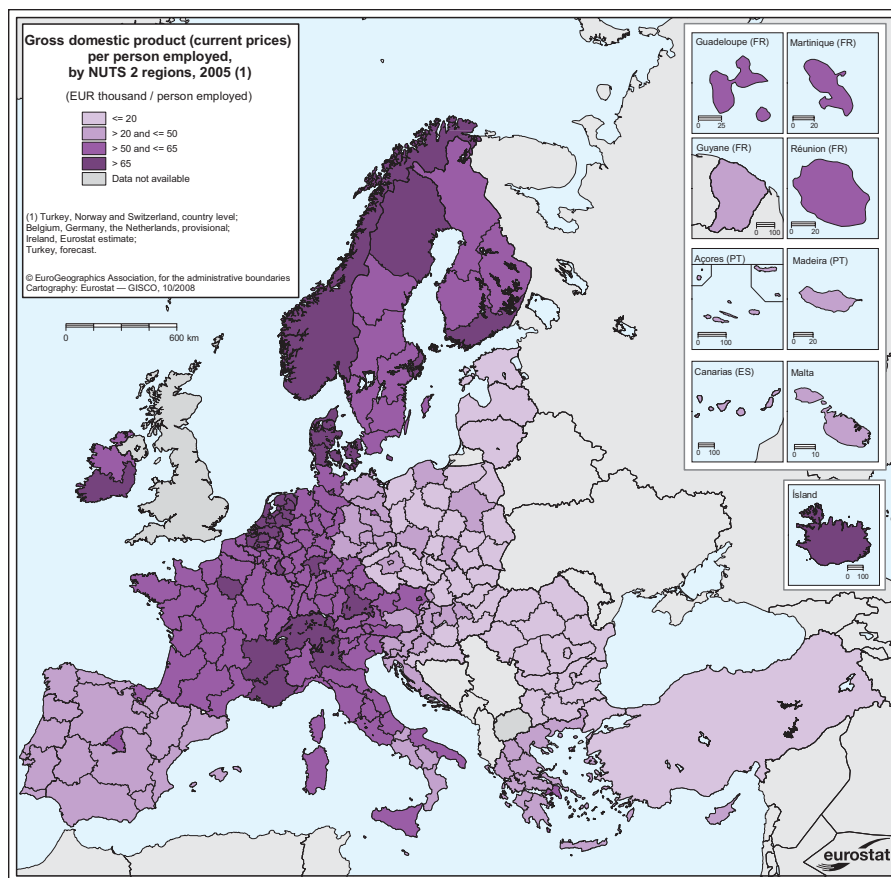 Gross domestic product (current prices)
per person employed,
by NUTS 2 regions, 2005 (1)
(EUR thousand / person employed)
<= 20
> 20 and <= 50
> 50 and <= 65
> 65
Data not available
(1) Turkey, Norway and Switzerland, country level;
Belgium, Germany, the Netherlands, provisional;
Ireland, Eurostat estimate;
Turkey, forecast.
© EuroGeographics Association, for the administrative boundaries
Cartography: Eurostat — GISCO, 10/2008
0 600 km
Guadeloupe (FR)
0 25
Martinique (FR)
0 20
Guyane (FR)
0 100
Réunion (FR)
0 20
Açores (PT)
0 100
Madeira (PT)
0 20
Canarias (ES)
0 100
Malta
0 10
Ísland
0 100
eurostat